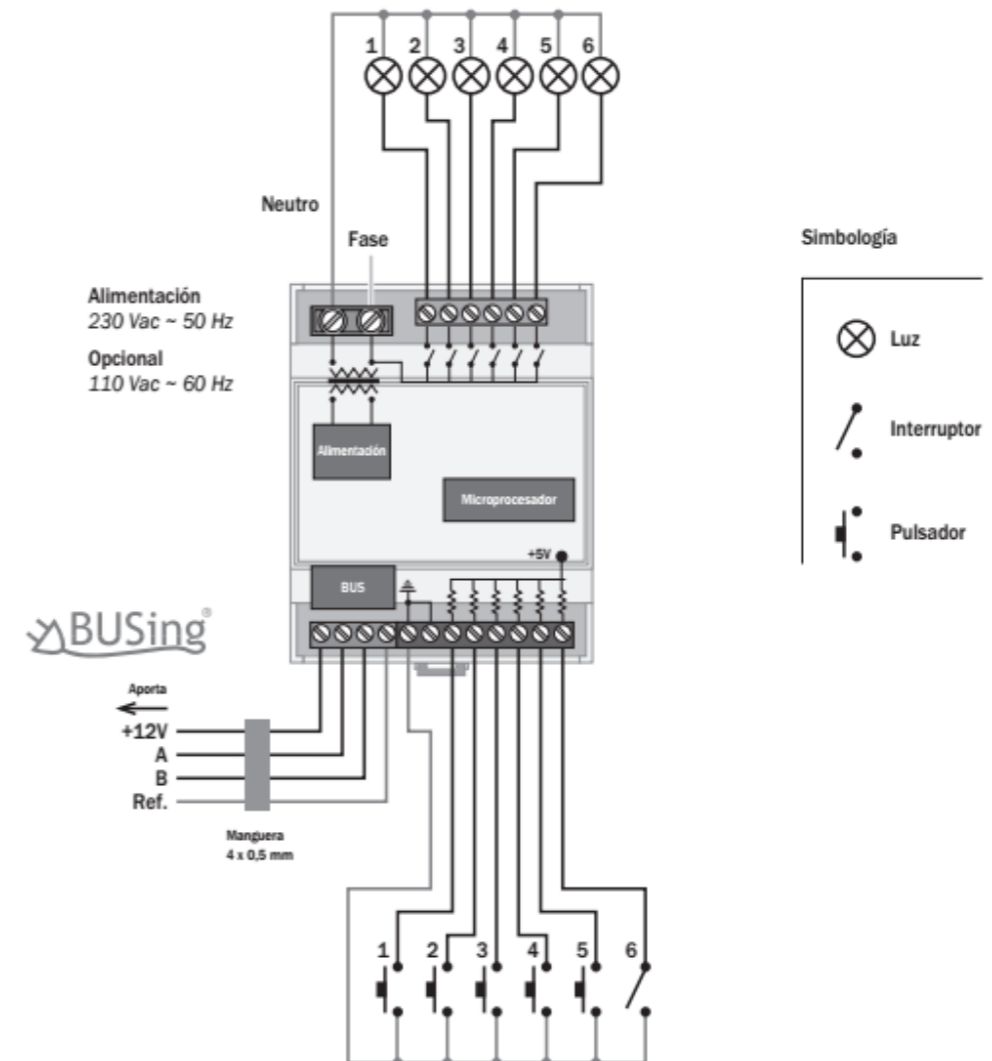 1 2 3 4 5 6
Neutro
Fase
Simbología
Alimentación
230 Vac ~ 50 Hz
Opcional
110 Vac ~ 60 Hz
Luz
Interruptor
Pulsador
Alimentación
Microprocesador
+5V
BUS
BUSing®
Aporta
+12V
A
B
Ref.
Manguera
4 x 0,5 mm
1 2 3 4 5 6